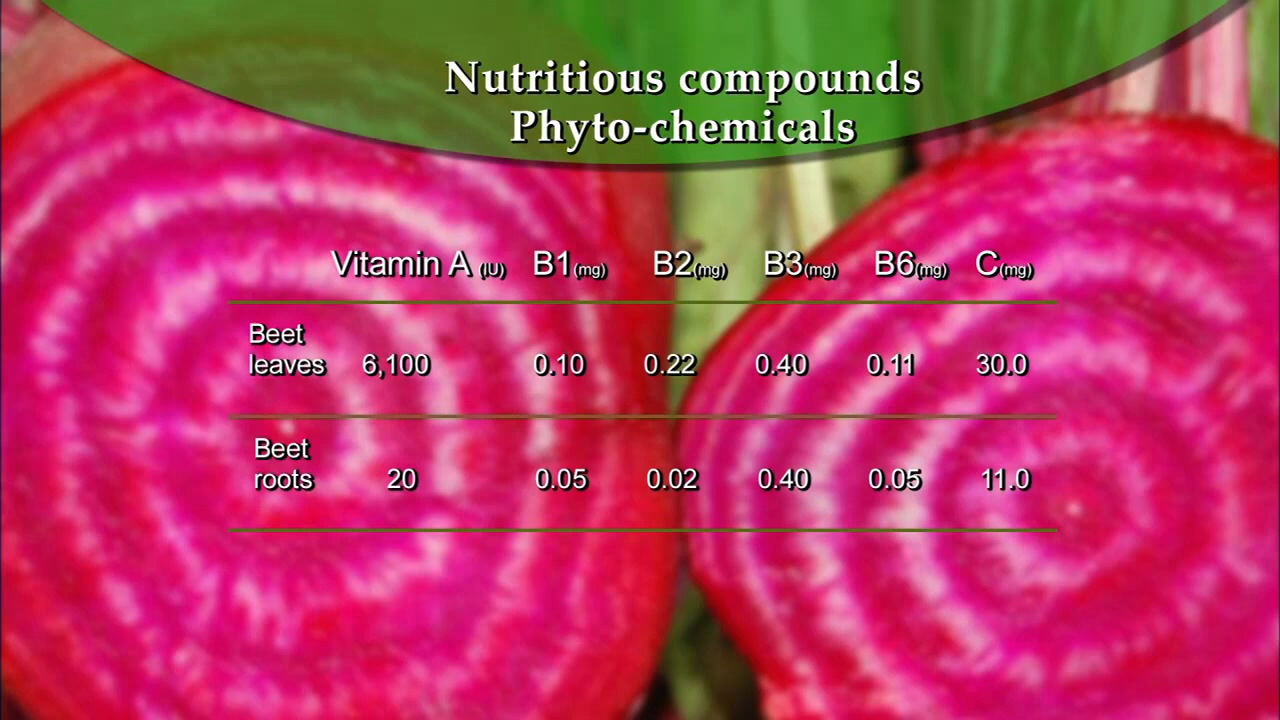 Nutritious compounds
Phyto-chemicals
Vitamin A (IU) B1(mg) B2(mg) B3(mg) B6(mg) C(mg)
Beet
leaves 6,100 0.10 0.22 0.40 0.11 30.0
Beet
roots 20 0.05 0.02 0.40 0.05 11.0